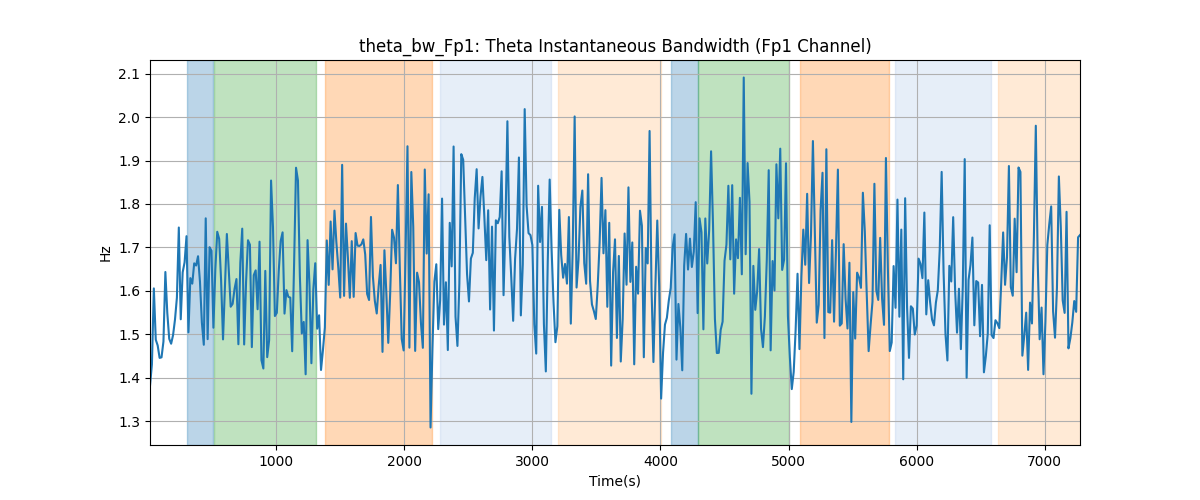 theta_bw_Fp1: Theta Instantaneous Bandwidth (Fp1 Channel)
2.1
2.0
1.9
1.8
1.7
1.6
1.5
1.4
1.3
Hz
1000 2000 3000 4000 5000 6000 7000
Time(s)